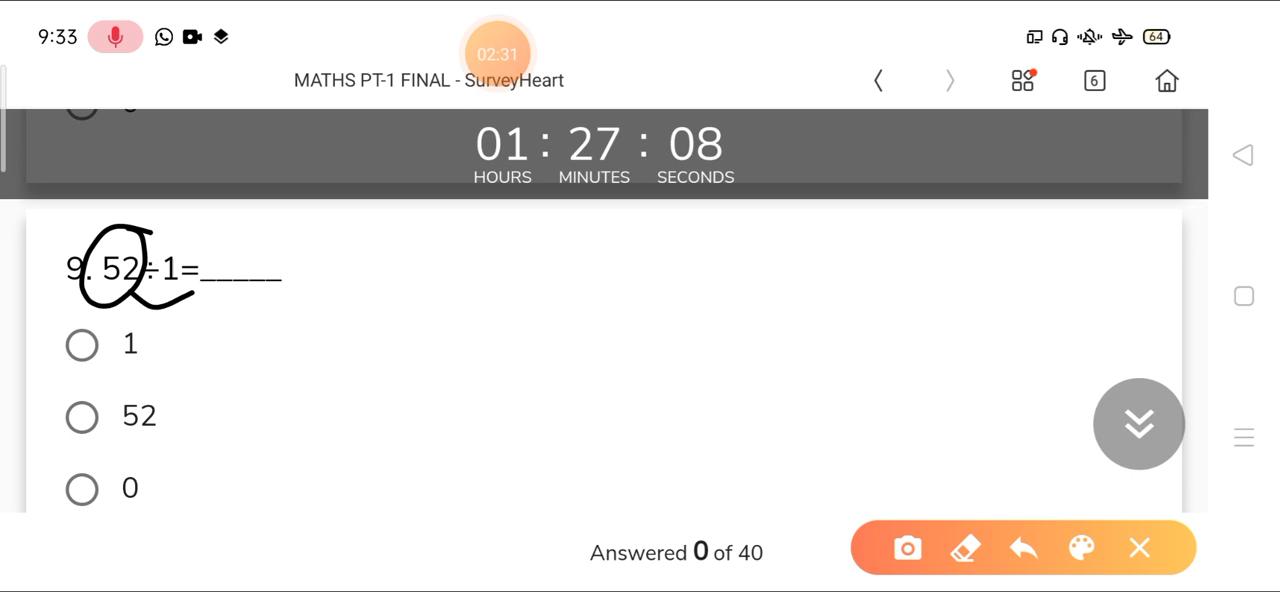 9:33
64
02:31
MATHS PT-1 FINAL - SurveyHeart
6
01 : 27 : 08
HOURS MINUTES SECONDS
9. 52÷1=_____
1
52
0
Answered 0 of 40